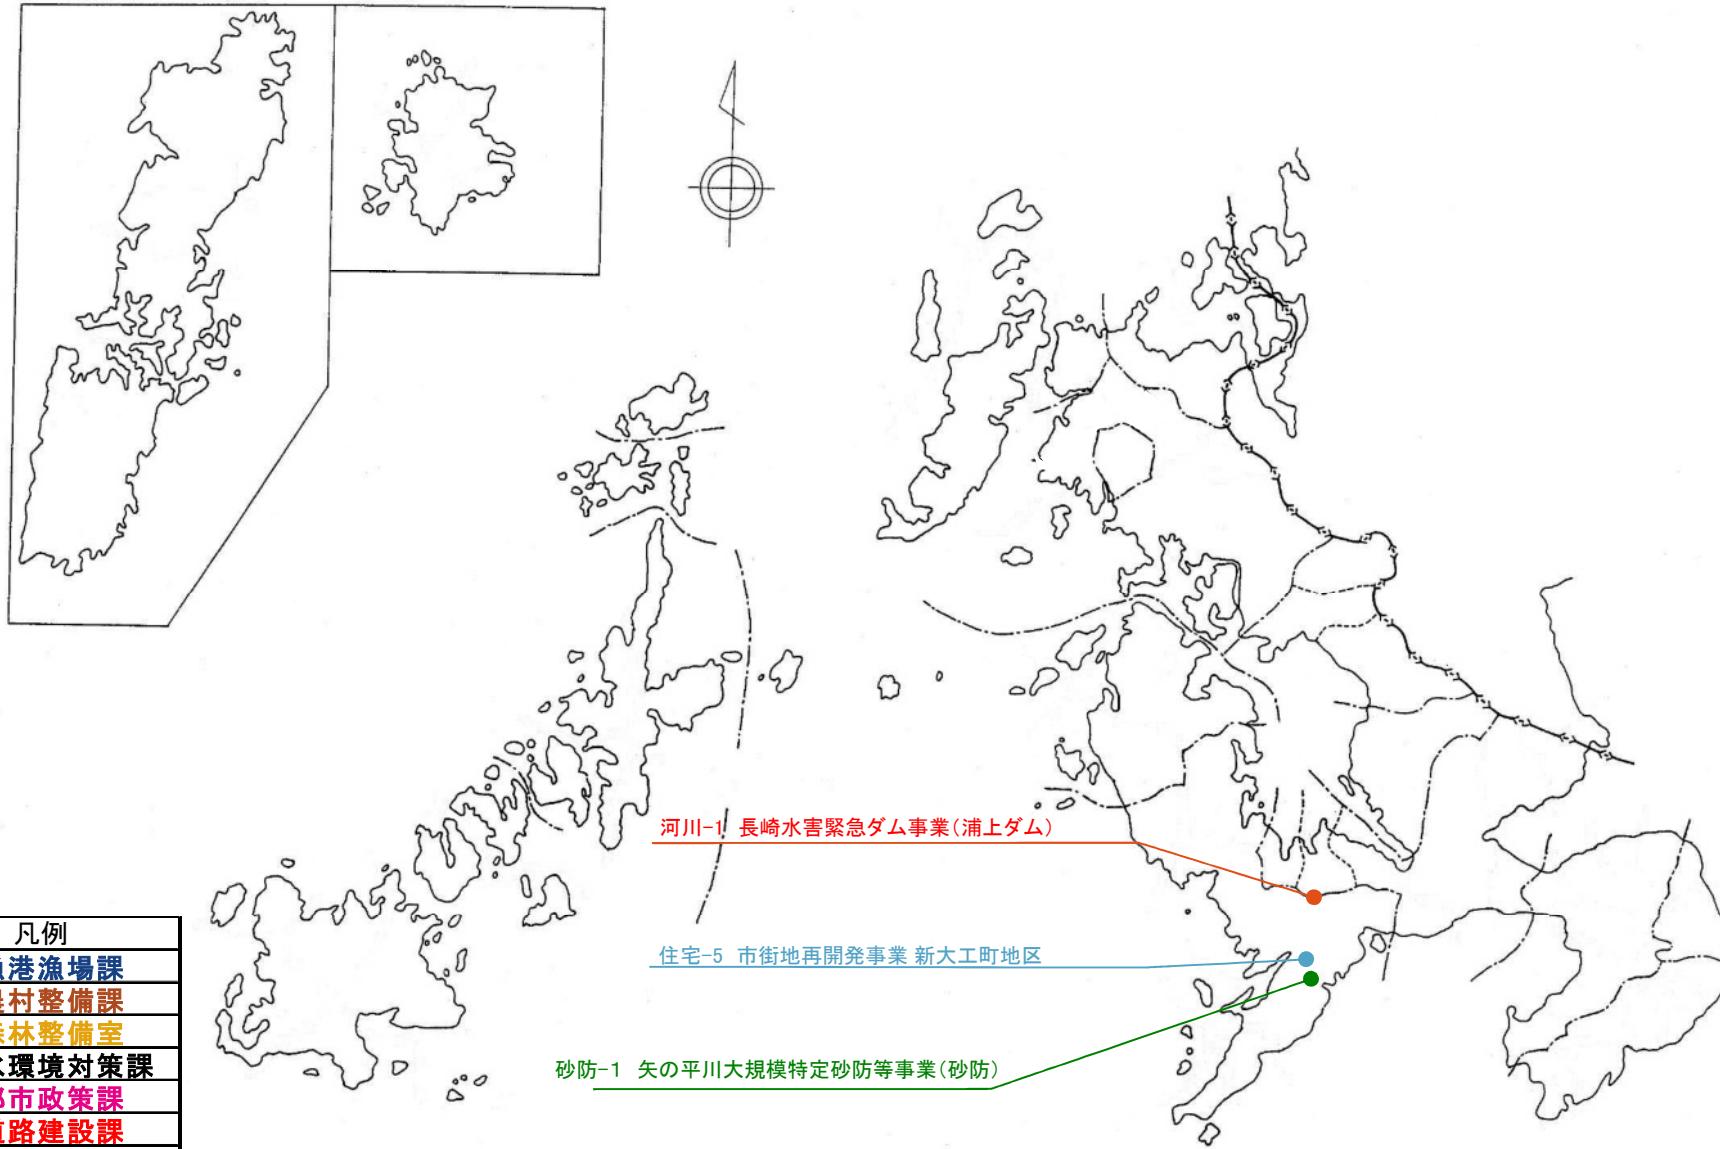 河川-1 長崎水害緊急ダム事業(浦上ダム)
住宅-5 市街地再開発事業 新大工町地区
砂防-1 矢の平川大規模特定砂防等事業(砂防)
凡例
港漁場課
村整備課
林整備室
環境対策課
市政策課
路建設課